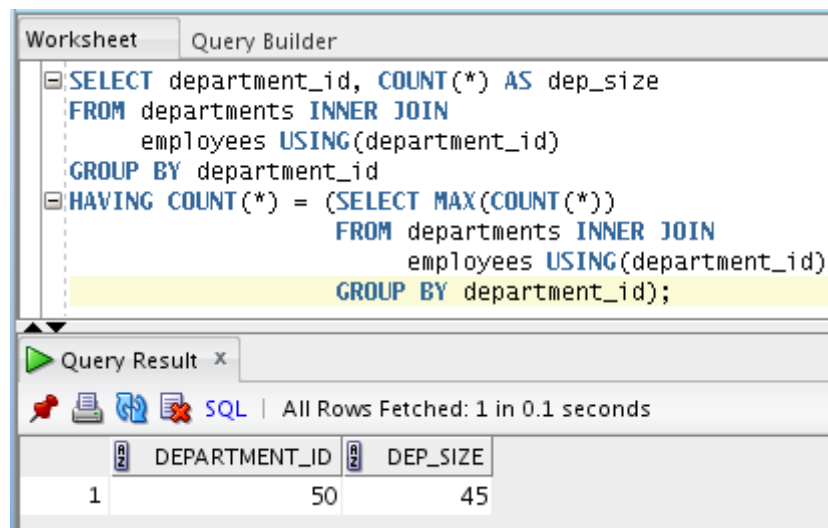 Worksheet Query Builder
SELECT department_id, COUNT(*) AS dep_size
FROM departments INNER JOIN
employees USING(department_id)
GROUP BY department_id
HAVING COUNT(*) = (SELECT MAX(COUNT(*))
FROM departments INNER JOIN
employees USING(department_id)
GROUP BY department_id);
Query Result x
SQL | All Rows Fetched: 1 in 0.1 seconds
DEPARTMENT_ID DEP_SIZE
1 50 45